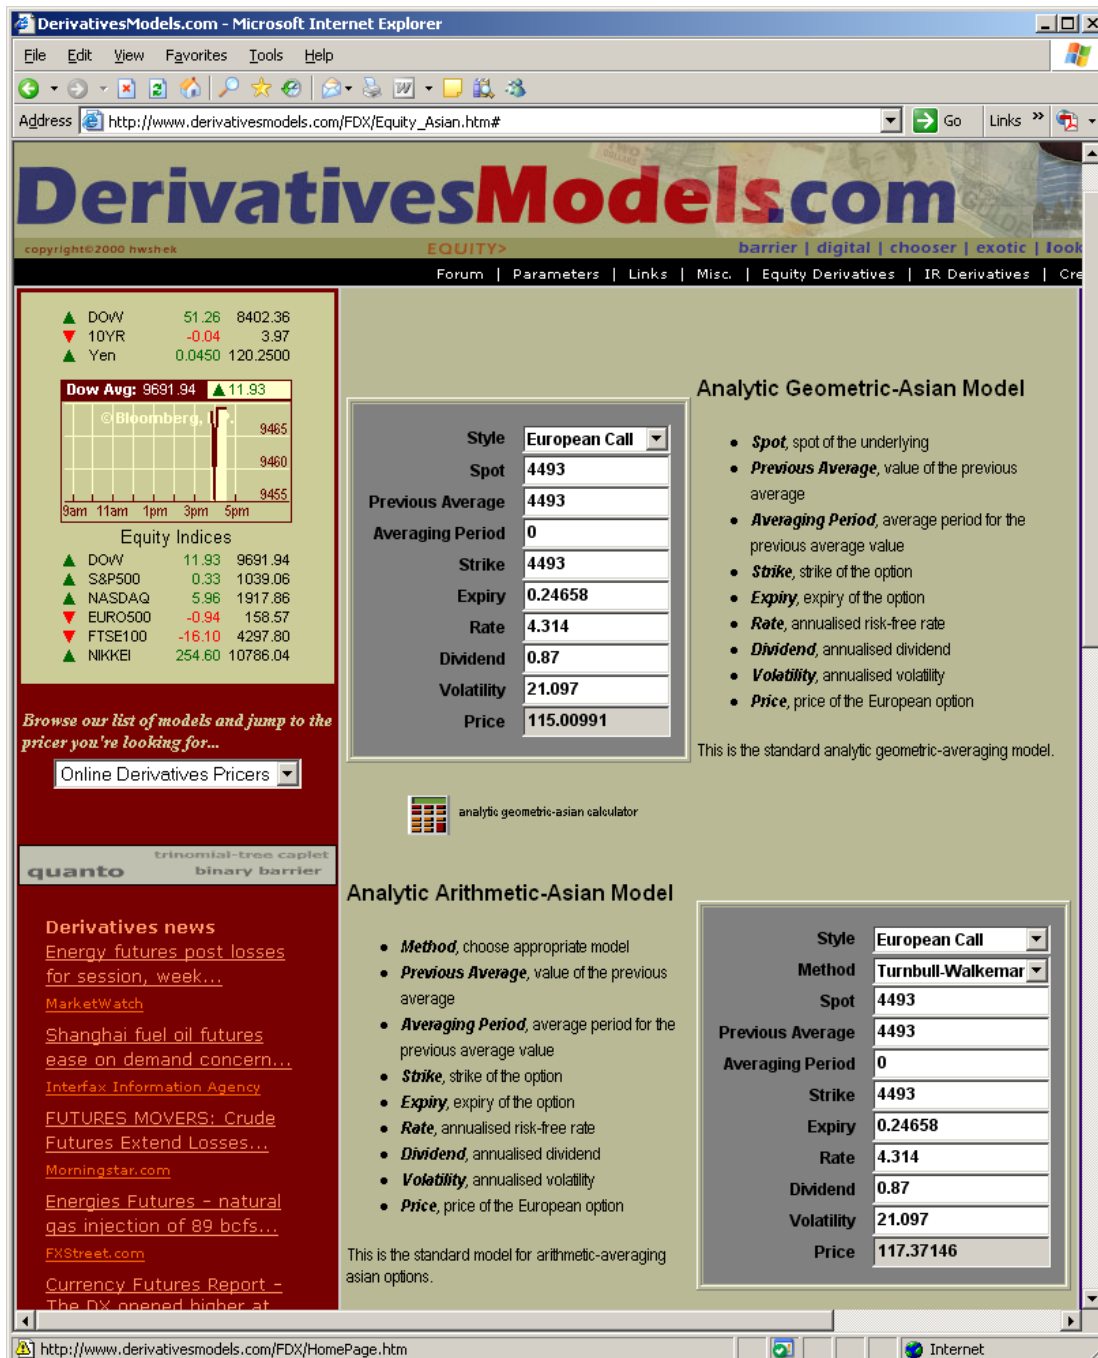 DerivativesModels.com - Microsoft Internet Explorer
File Edit View Favorites Tools Help
Address http://www.derivativesmodels.com/FDX/Equity_Asian.htm# Go Links »
DerivativesModels.com
copyright©2000 hwshek EQUITY> barrier | digital | chooser | exotic | look
Forum | Parameters | Links | Misc. | Equity Derivatives | IR Derivatives | Cre
DOW 51.26 8402.36
10YR -0.04 3.97
Yen 0.0450 120.2500
Dow Avg: 9691.94 11.93
©Bloomberg, L.P.
9465
9460
9455
9am 11am 1pm 3pm 5pm
Equity Indices
DOW 11.93 9691.94
S&P500 0.33 1039.06
NASDAQ 5.96 1917.86
EURO500 -0.94 158.57
FTSE100 -16.10 4297.80
NIKKEI 254.60 10786.04
Browse our list of models and jump to the
pricer you're looking for...
Online Derivatives Pricers
trinomial-tree caplet
quanto binary barrier
Derivatives news
Energy futures post losses
for session, week...
MarketWatch
Shanghai fuel oil futures
ease on demand concern...
Interfax Information Agency
FUTURES MOVERS: Crude
Futures Extend Losses...
Morningstar.com
Energies Futures - natural
gas injection of 89 bcfs...
FXStreet.com
Currency Futures Report -
The DX opened higher at
Style European Call
Spot 4493
Previous Average 4493
Averaging Period 0
Strike 4493
Expiry 0.24658
Rate 4.314
Dividend 0.87
Volatility 21.097
Price 115.00991
Analytic Geometric-Asian Model
• Spot, spot of the underlying
• Previous Average, value of the previous
average
• Averaging Period, average period for the
previous average value
• Strike, strike of the option
• Expiry, expiry of the option
• Rate, annualised risk-free rate
• Dividend, annualised dividend
• Volatility, annualised volatility
• Price, price of the European option
This is the standard analytic geometric-averaging model.
analytic geometric-asian calculator
Analytic Arithmetic-Asian Model
• Method, choose appropriate model
• Previous Average, value of the previous
average
• Averaging Period, average period for the
previous average value
• Strike, strike of the option
• Expiry, expiry of the option
• Rate, annualised risk-free rate
• Dividend, annualised dividend
• Volatility, annualised volatility
• Price, price of the European option
This is the standard model for arithmetic-averaging
asian options.
Style European Call
Method Turnbull-Walkemar
Spot 4493
Previous Average 4493
Averaging Period 0
Strike 4493
Expiry 0.24658
Rate 4.314
Dividend 0.87
Volatility 21.097
Price 117.37146
http://www.derivativesmodels.com/FDX/HomePage.htm Internet